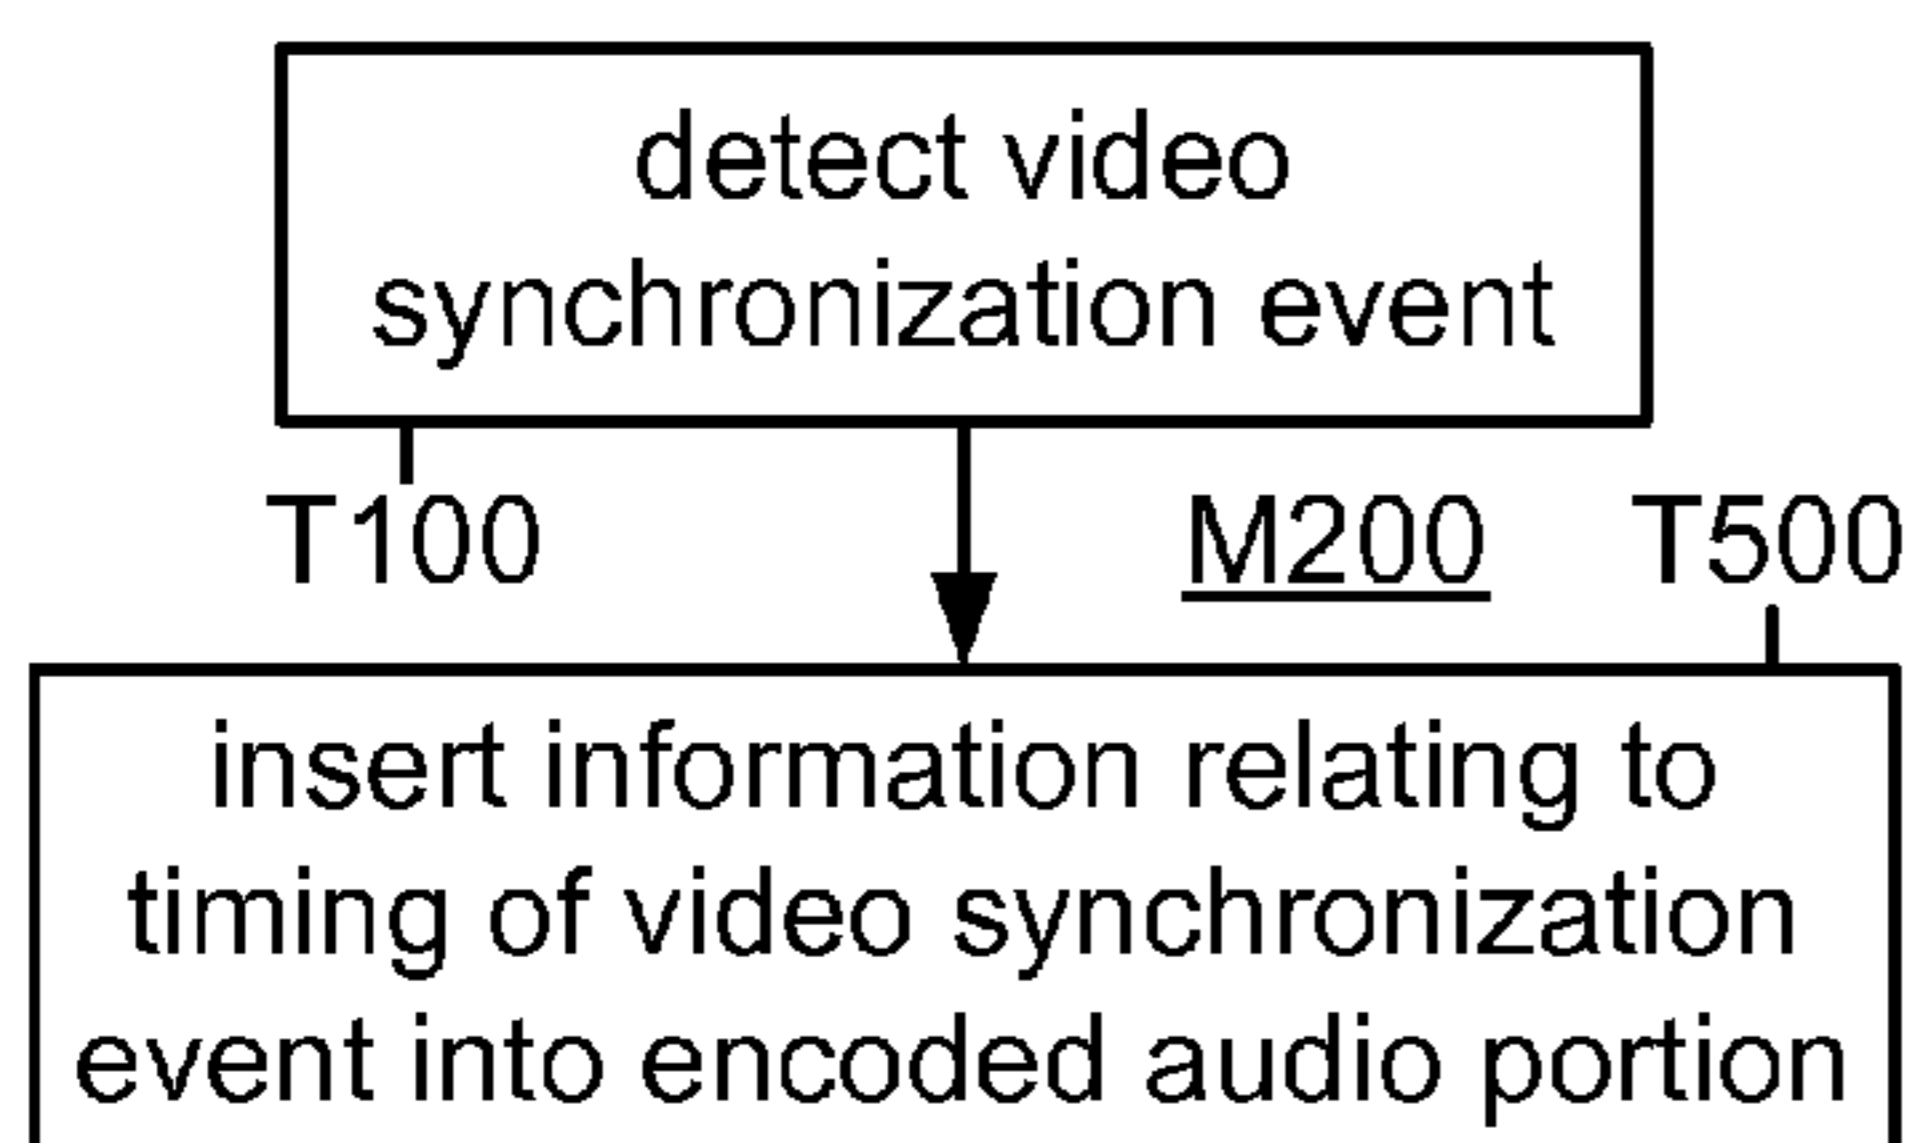 detect video
synchronization event
T100
M200
T500
insert information relating to
timing of video synchronization
event into encoded audio portion